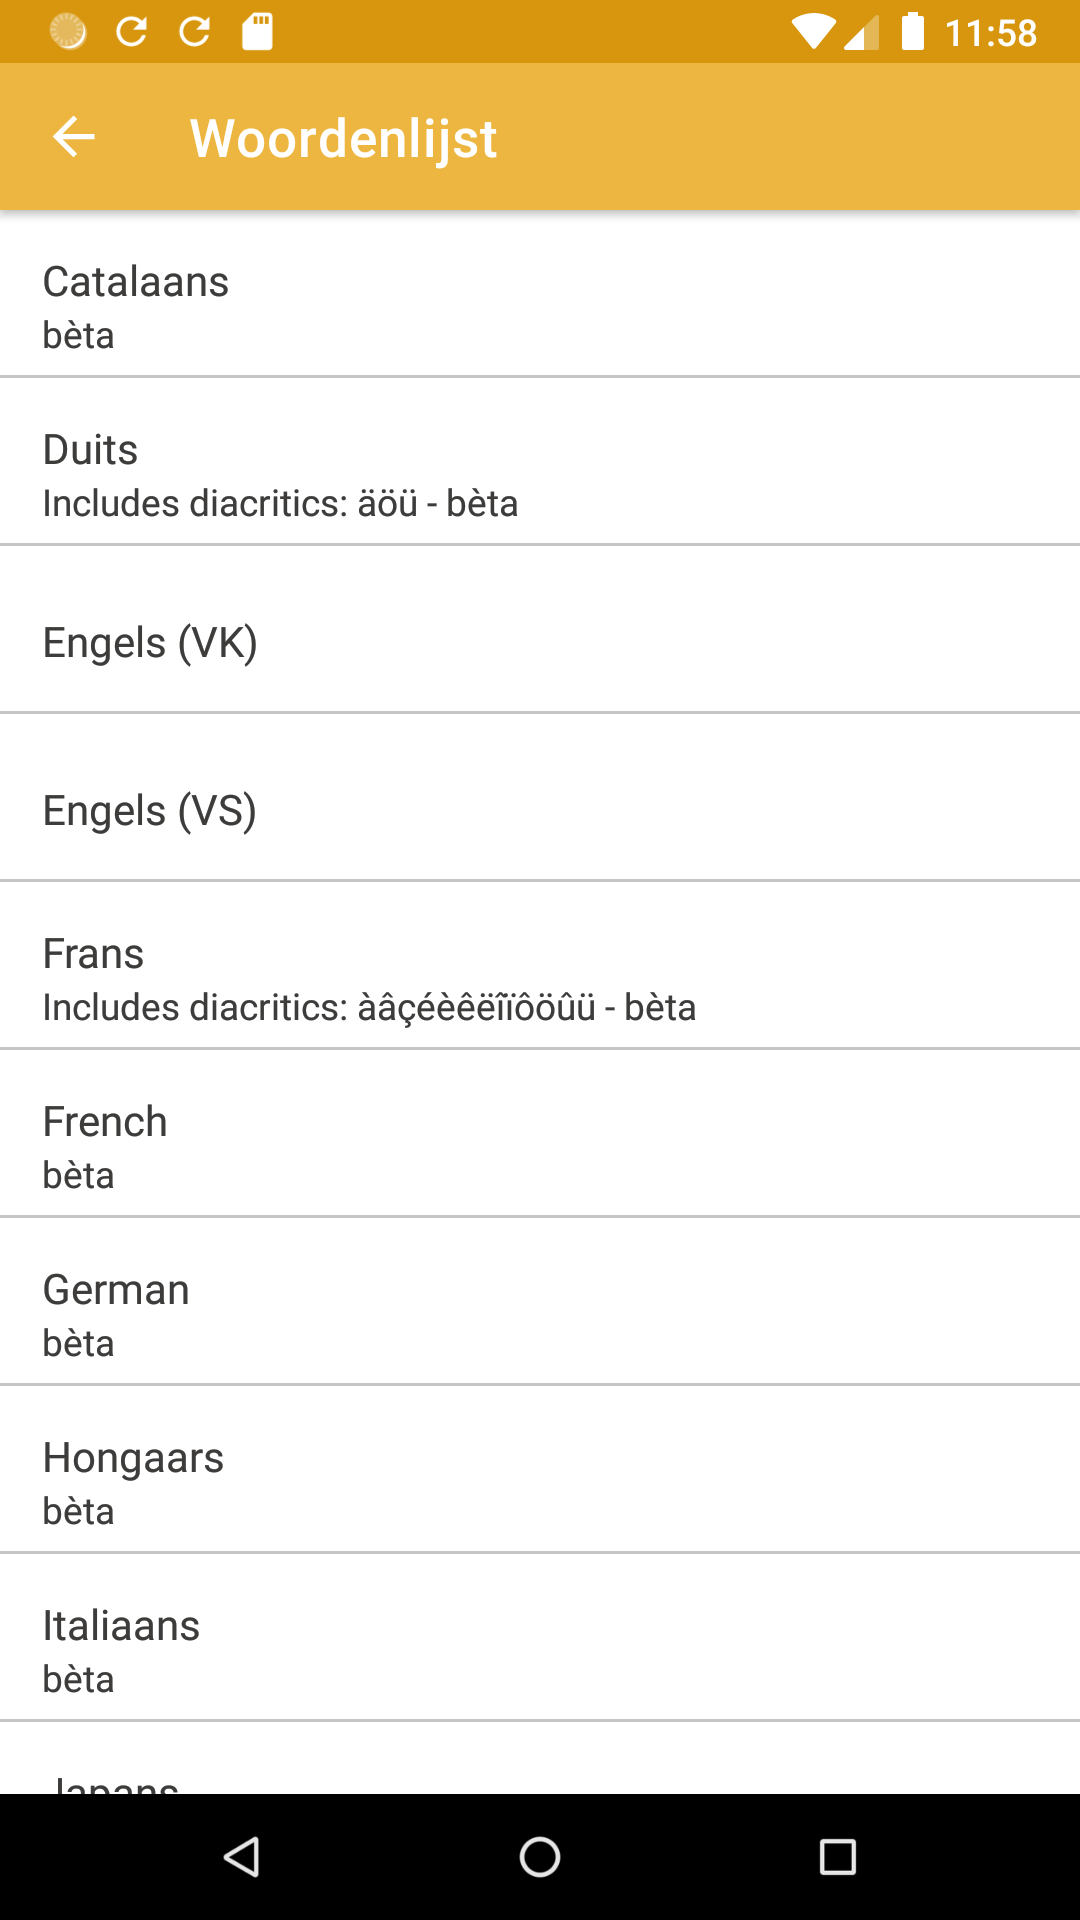 11:58
Woordenlijst
Catalaans
bèta
Duits
Includes diacritics: äöü - bèta
Engels (VK)
Engels (VS)
Frans
Includes diacritics: àâçéèêëîïôöûü - bèta
French
bèta
German
bèta
Hongaars
bèta
Italiaans
bèta
Japans